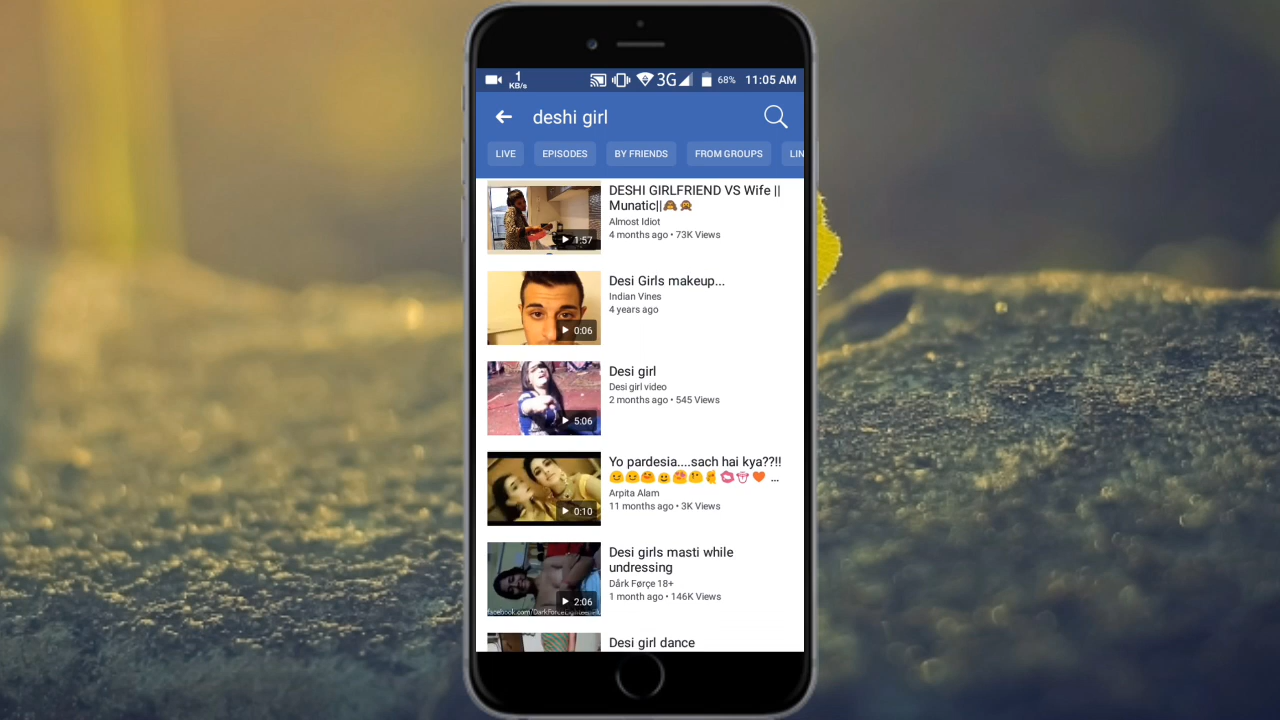 1
KB/s
3G
68%
11:05 AM
deshi girl
LIVE
EPISODES
BY FRIENDS
FROM GROUPS
LIN
DESHI GIRLFRIEND VS Wife ||
Munatic||🙈🙊
Almost Idiot
4 months ago • 73K Views
1:57
Desi Girls makeup...
Indian Vines
4 years ago
0:06
Desi girl
Desi girl video
2 months ago • 545 Views
5:06
Yo pardesia....sach hai kya??!!
...
Arpita Alam
11 months ago • 3K Views
0:10
Desi girls masti while
undressing
Dårk Førçe 18+
1 month ago • 146K Views
2:06
Desi girl dance